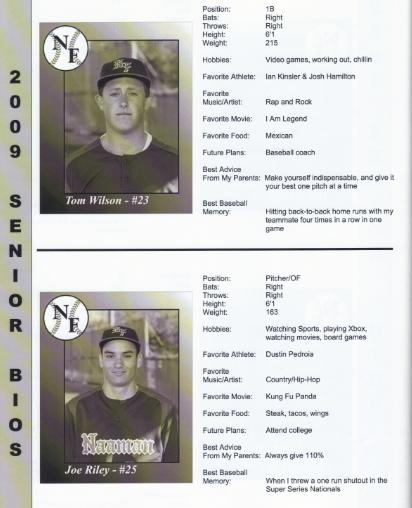 2009 SENIOR BIOS
NF
Tom Wilson - #23
Position: 1B
Bats: Right
Throws: Right
Height: 6'1
Weight: 215
Hobbies: Video games, working out, chillin
Favorite Athlete: Ian Kinsler & Josh Hamilton
Favorite
Music/Artist: Rap and Rock
Favorite Movie: I Am Legend
Favorite Food: Mexican
Future Plans: Baseball coach
Best Advice
From My Parents: Make yourself indispensable, and give it
your best one pitch at a time
Best Baseball
Memory: Hitting back-to-back home runs with my
teammate four times in a row in one
game
NF
Naaman
Joe Riley - #25
Position: Pitcher/OF
Bats: Right
Throws: Right
Height: 6'1
Weight: 163
Hobbies: Watching Sports, playing Xbox,
watching movies, board games
Favorite Athlete: Dustin Pedroia
Favorite
Music/Artist: Country/Hip-Hop
Favorite Movie: Kung Fu Panda
Favorite Food: Steak, tacos, wings
Future Plans: Attend college
Best Advice
From My Parents: Always give 110%
Best Baseball
Memory: When I threw a one run shutout in the
Super Series Nationals